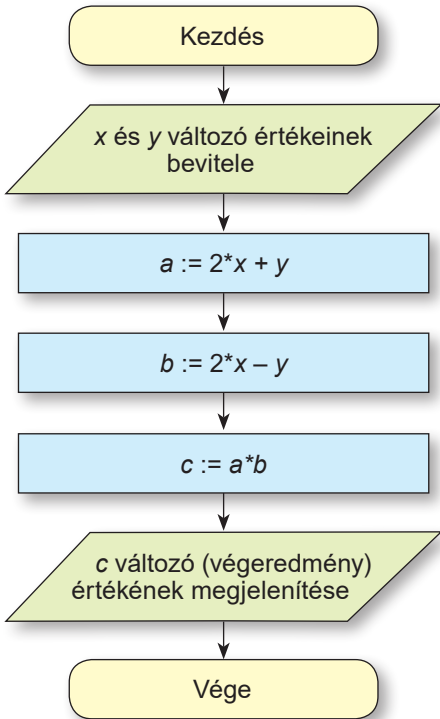 Kezdés
x és y változó értékeinek
bevitele
a := 2*x + y
b := 2*x – y
c := a*b
c változó (végeredmény)
értékének megjelenítése
Vége